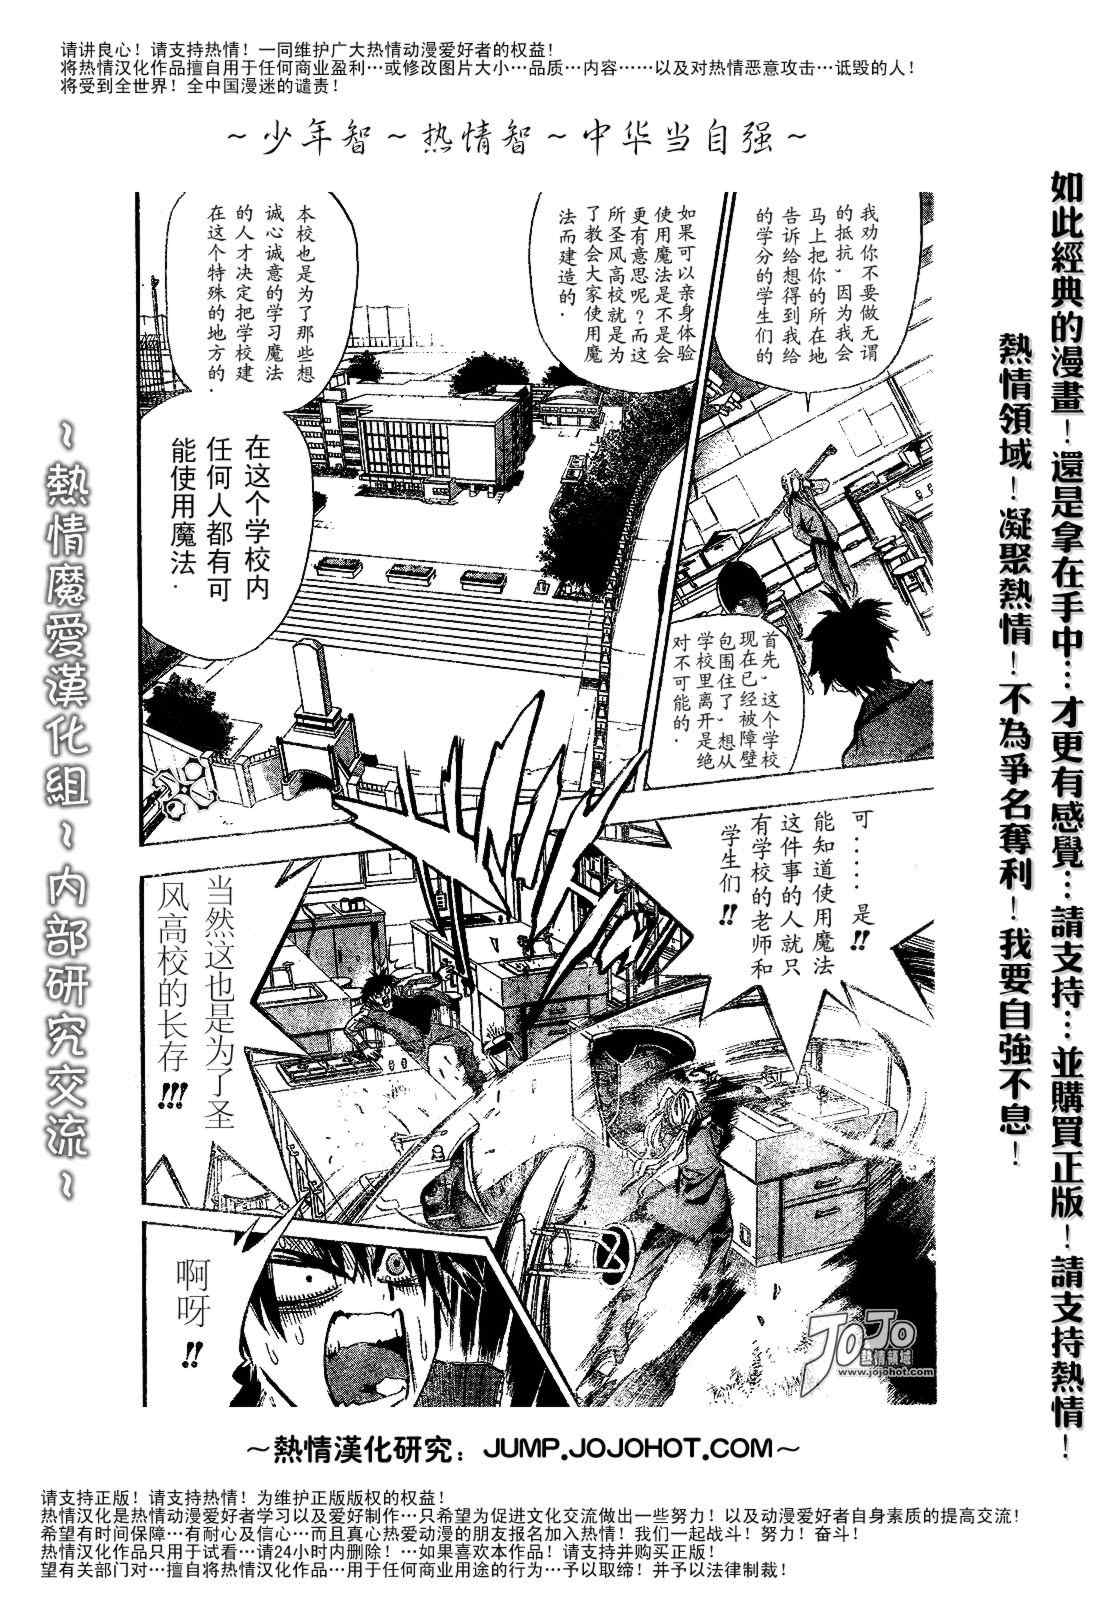 请讲良心！请支持热情！一同维护广大热情动漫爱好者的权益！
将热情汉化作品擅自用于任何商业盈利…或修改图片大小…品质…内容……以及对热情恶意攻击…诋毁的人！
将受到全世界！全中国漫迷的谴责！
～少年智～热情智～中华当自强～
如此經典的漫畫！還是拿在手中…才更有感覺…請支持…並購買正版！請支持熱情！
熱情領域！凝聚熱情！不為爭名奪利！我要自強不息！
我劝你不要做无谓
的抵抗，因为我会
马上把你的所在地
告诉给想得到我给
的学分的学生们的
如果可以亲身体验
使用魔法是不是会
更有意思呢？而这
所圣风高校就是为
了教会大家使用魔
法而建造的.
本校也是为了那些想
诚心诚意的学习魔法
的人才决定把学校建
在这个特殊的地方的.
在这个学校内
任何人都有可
能使用魔法.
首先，这个学校
现在已经被障壁
包围住了，想从
学校里离开是绝
对不可能的.
可……是!!
能知道使用魔法
这件事的人就只
有学校的老师和
学生们!!
当然这也是为了圣
风高校的长存!!!
啊呀!!
～熱情魔愛漢化組～内部研究交流～
JOJO
熱情領域
www.jojohot.com
～熱情漢化研究：JUMP.JOJOHOT.COM～
请支持正版！请支持热情！为维护正版版权的权益！
热情汉化是热情动漫爱好者学习以及爱好制作…只希望为促进文化交流做出一些努力！以及动漫爱好者自身素质的提高交流！
希望有时间保障…有耐心及信心…而且真心热爱动漫的朋友报名加入热情！我们一起战斗！努力！奋斗！
热情汉化作品只用于试看…请24小时内删除！…如果喜欢本作品！请支持并购买正版！
望有关部门对…擅自将热情汉化作品…用于任何商业用途的行为…予以取缔！并予以法律制裁！